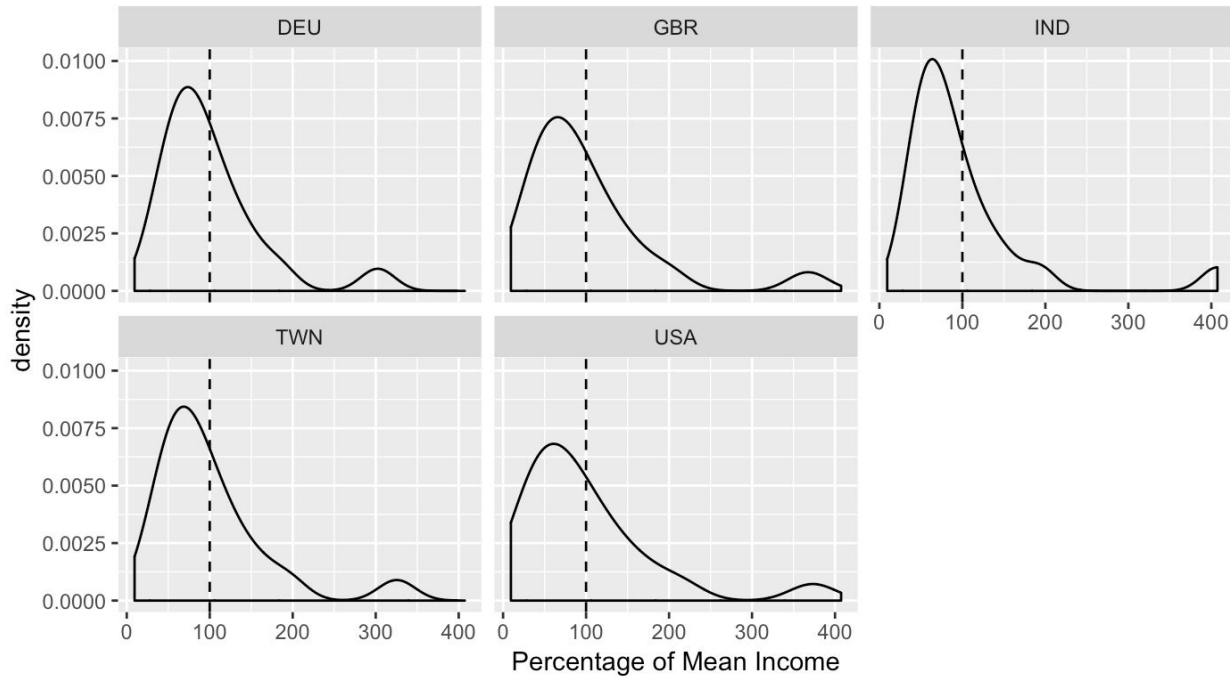 DEU GBR IND
0.0100
0.0075
0.0050
0.0025
0.0000
0 100 200 300 400
TWN USA
0.0100
0.0075
0.0050
0.0025
0.0000
0 100 200 300 400 0 100 200 300 400
density
Percentage of Mean Income